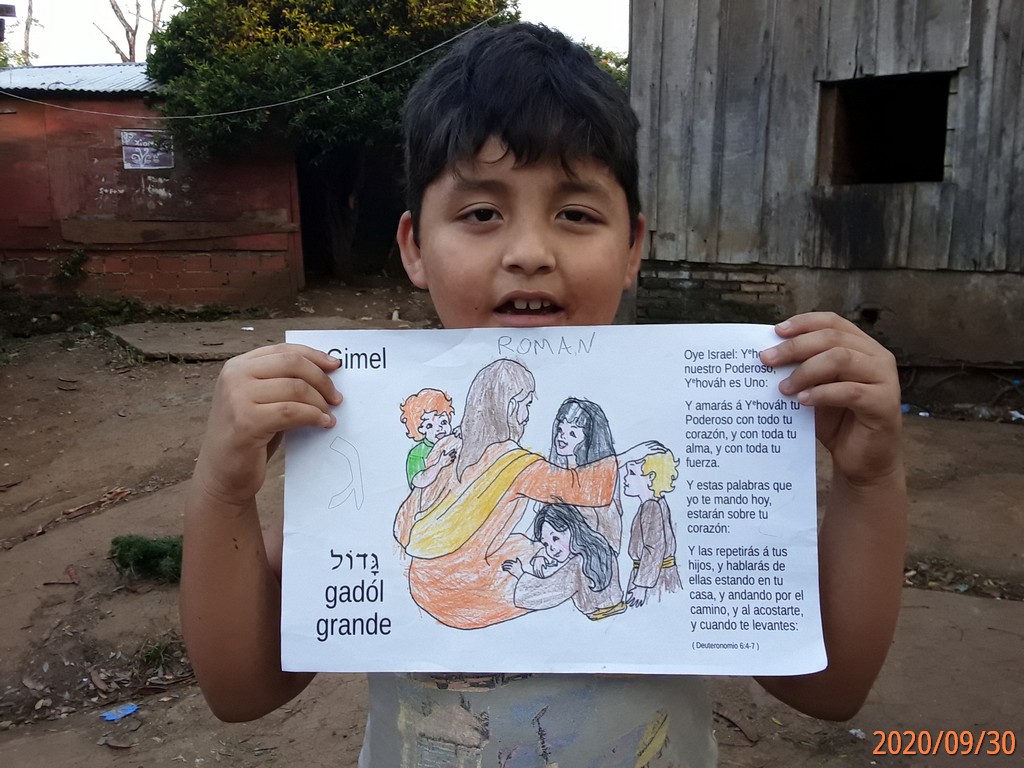 Gimel
ROMAN
ג
גָּדוֹל
gadól
grande
Oye Israel: Yᵉhováh
nuestro Poderoso,
Yᵉhováh es Uno:
Y amarás á Yᵉhováh tu
Poderoso con todo tu
corazón, y con toda tu
alma, y con toda tu
fuerza.
Y estas palabras que
yo te mando hoy,
estarán sobre tu
corazón:
Y las repetirás á tus
hijos, y hablarás de
ellas estando en tu
casa, y andando por el
camino, y al acostarte,
y cuando te levantes:
( Deuteronomio 6:4-7 )
2020/09/30